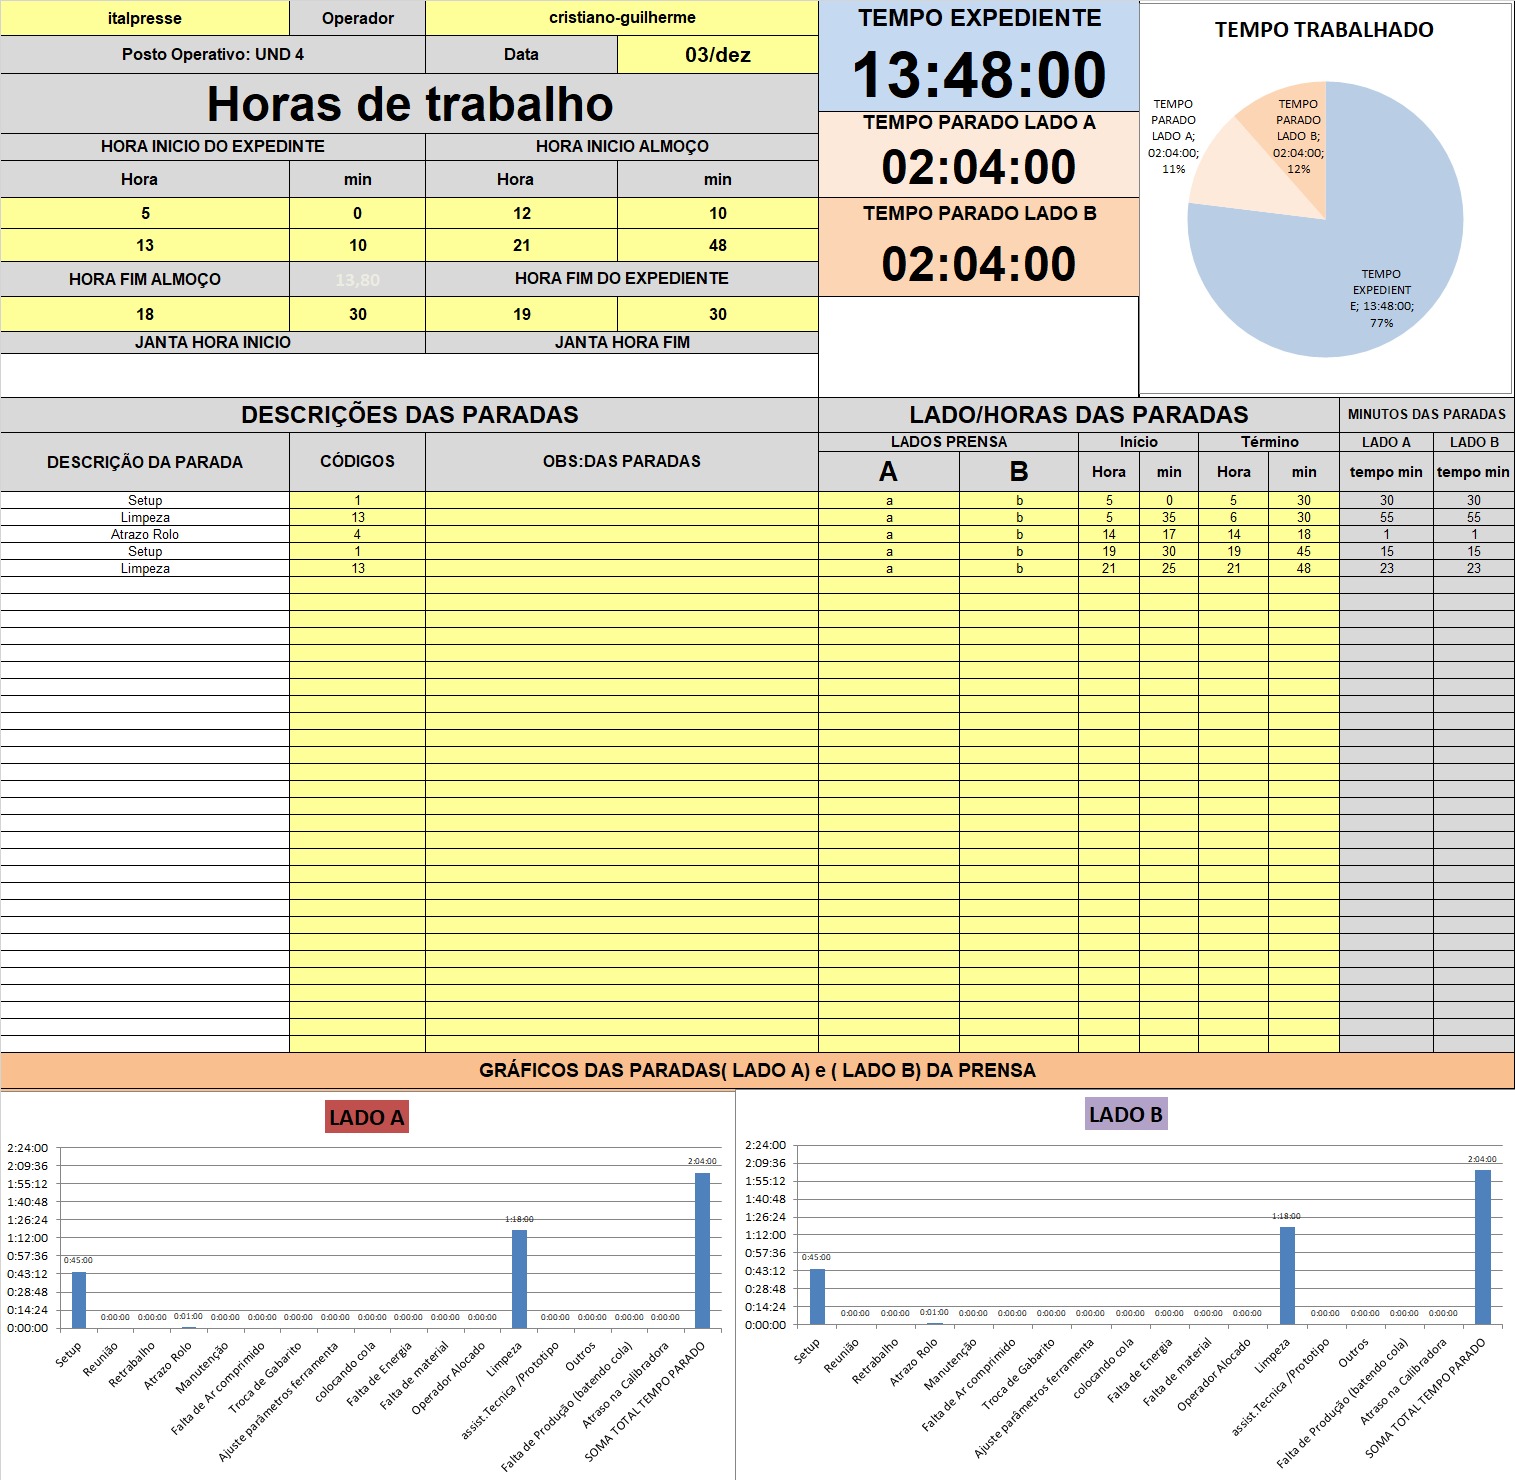 italpresse Operador cristiano-guilherme
Posto Operativo: UND 4 Data 03/dez
Horas de trabalho
HORA INICIO DO EXPEDINTE HORA INICIO ALMOÇO
Hora min Hora min
5 0 12 10
13 10 21 48
HORA FIM ALMOÇO 13,80 HORA FIM DO EXPEDIENTE
18 30 19 30
JANTA HORA INICIO JANTA HORA FIM
TEMPO EXPEDIENTE
13:48:00
TEMPO PARADO LADO A
02:04:00
TEMPO PARADO LADO B
02:04:00
TEMPO TRABALHADO
TEMPO
PARADO
LADO A;
02:04:00;
11%
TEMPO
PARADO
LADO B;
02:04:00;
12%
TEMPO
EXPEDIENT
E; 13:48:00;
77%
DESCRIÇÕES DAS PARADAS LADO/HORAS DAS PARADAS MINUTOS DAS PARADAS
DESCRIÇÃO DA PARADA CÓDIGOS OBS:DAS PARADAS LADOS PRENSA Início Término LADO A LADO B
A B Hora min Hora min tempo min tempo min
Setup 1 a b 5 0 5 30 30 30
Limpeza 13 a b 5 35 6 30 55 55
Atrazo Rolo 4 a b 14 17 14 18 1 1
Setup 1 a b 19 30 19 45 15 15
Limpeza 13 a b 21 25 21 48 23 23
GRÁFICOS DAS PARADAS( LADO A) e ( LADO B) DA PRENSA
LADO A
2:24:00
2:09:36
1:55:12
1:40:48
1:26:24
1:12:00
0:57:36
0:43:12
0:28:48
0:14:24
0:00:00
0:45:00 0:00:00 0:00:00 0:01:00 0:00:00 0:00:00 0:00:00 0:00:00 0:00:00 0:00:00 0:00:00 0:00:00 1:18:00 0:00:00 0:00:00 0:00:00 0:00:00 2:04:00
Setup
Reunião
Retrabalho
Atrazo Rolo
Manutenção
Falta de Ar comprimido
Troca de Gabarito
Ajuste parâmetros ferramenta
colocando cola
Falta de Energia
Falta de material
Operador Alocado
Limpeza
assist.Tecnica /Prototipo
Outros
Falta de Produção (batendo cola)
Atraso na Calibradora
SOMA TOTAL TEMPO PARADO
LADO B
2:24:00
2:09:36
1:55:12
1:40:48
1:26:24
1:12:00
0:57:36
0:43:12
0:28:48
0:14:24
0:00:00
0:45:00 0:00:00 0:00:00 0:01:00 0:00:00 0:00:00 0:00:00 0:00:00 0:00:00 0:00:00 0:00:00 0:00:00 1:18:00 0:00:00 0:00:00 0:00:00 0:00:00 2:04:00
Setup
Reunião
Retrabalho
Atrazo Rolo
Manutenção
Falta de Ar comprimido
Troca de Gabarito
Ajuste parâmetros ferramenta
colocando cola
Falta de Energia
Falta de material
Operador Alocado
Limpeza
assist.Tecnica /Prototipo
Outros
Falta de Produção (batendo cola)
Atraso na Calibradora
SOMA TOTAL TEMPO PARADO